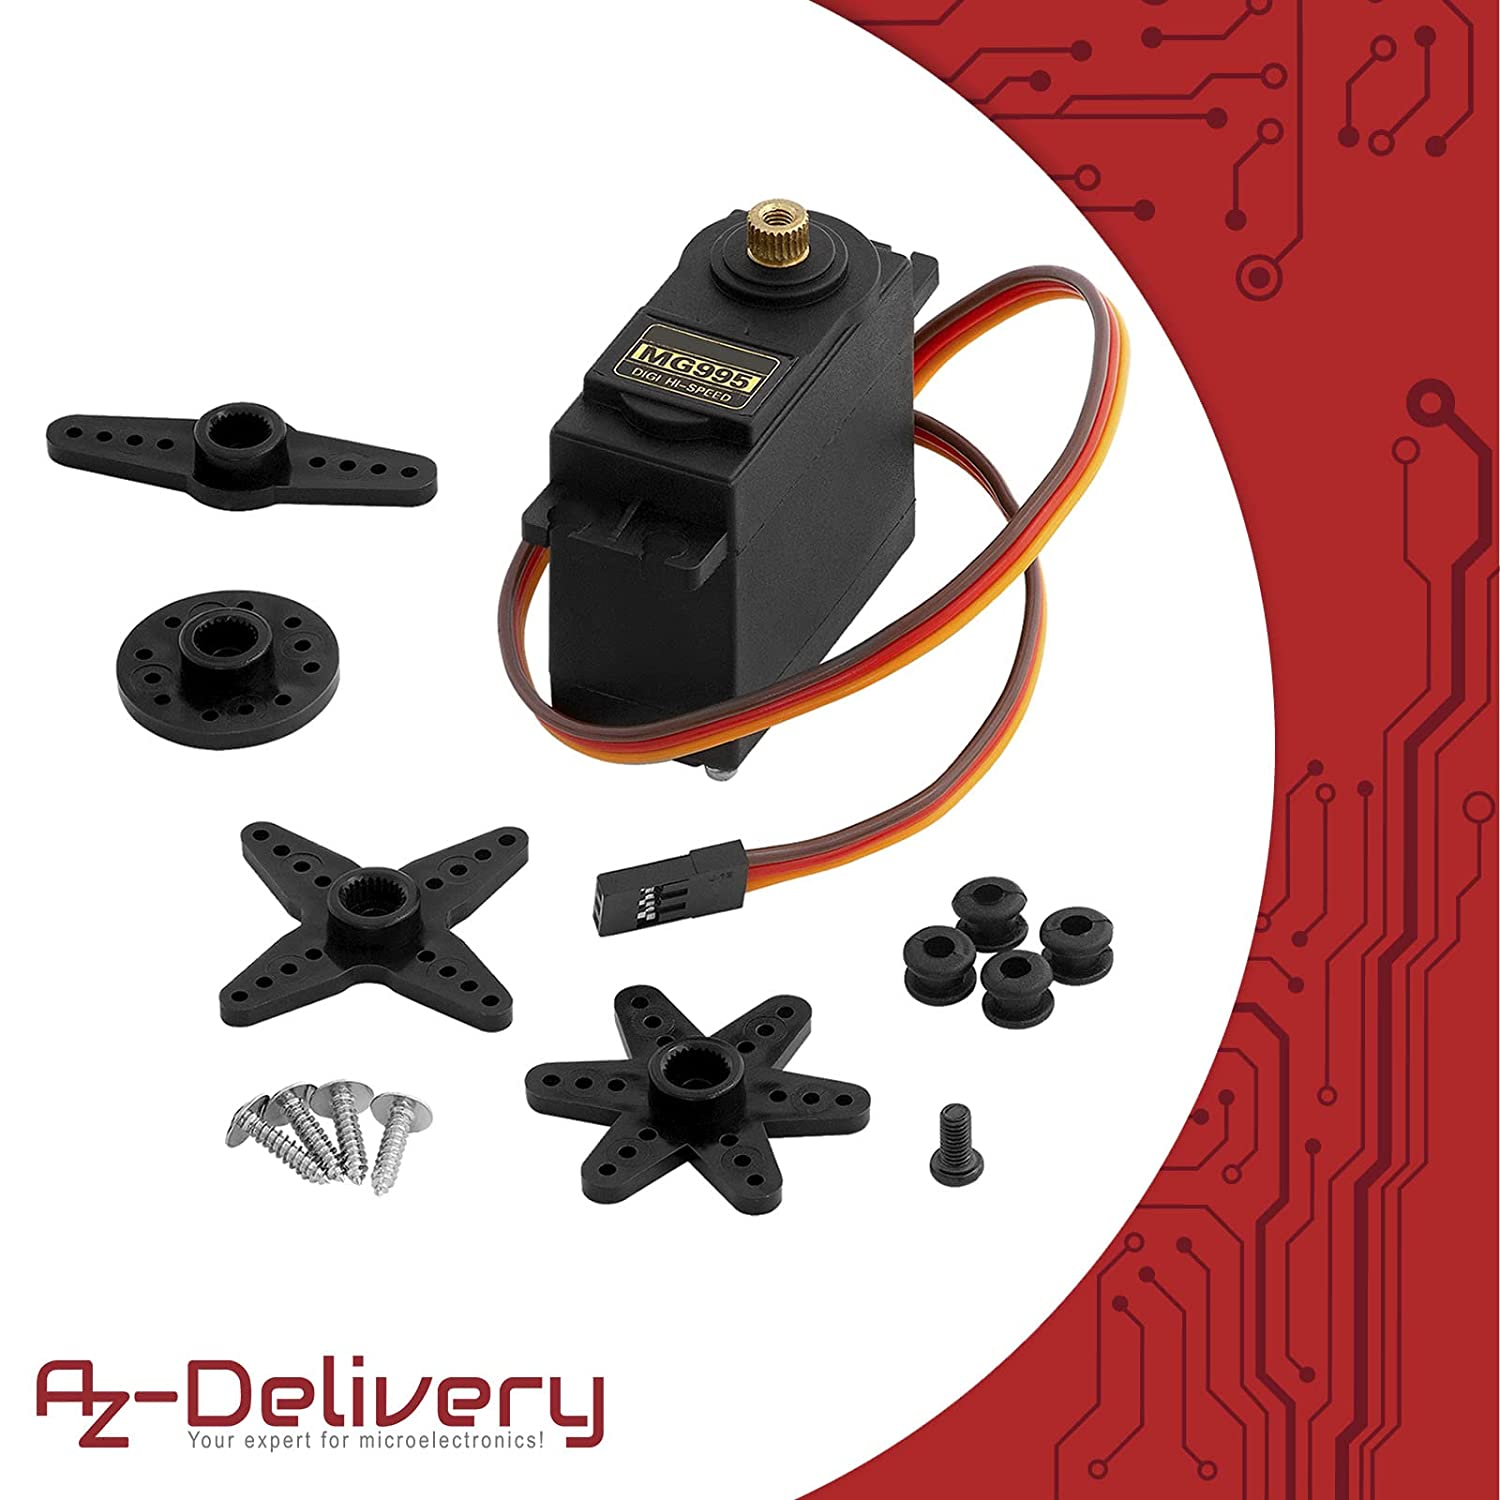 MG995
DIGI HI-SPEED
AZ-Delivery
Your expert for microelectronics!